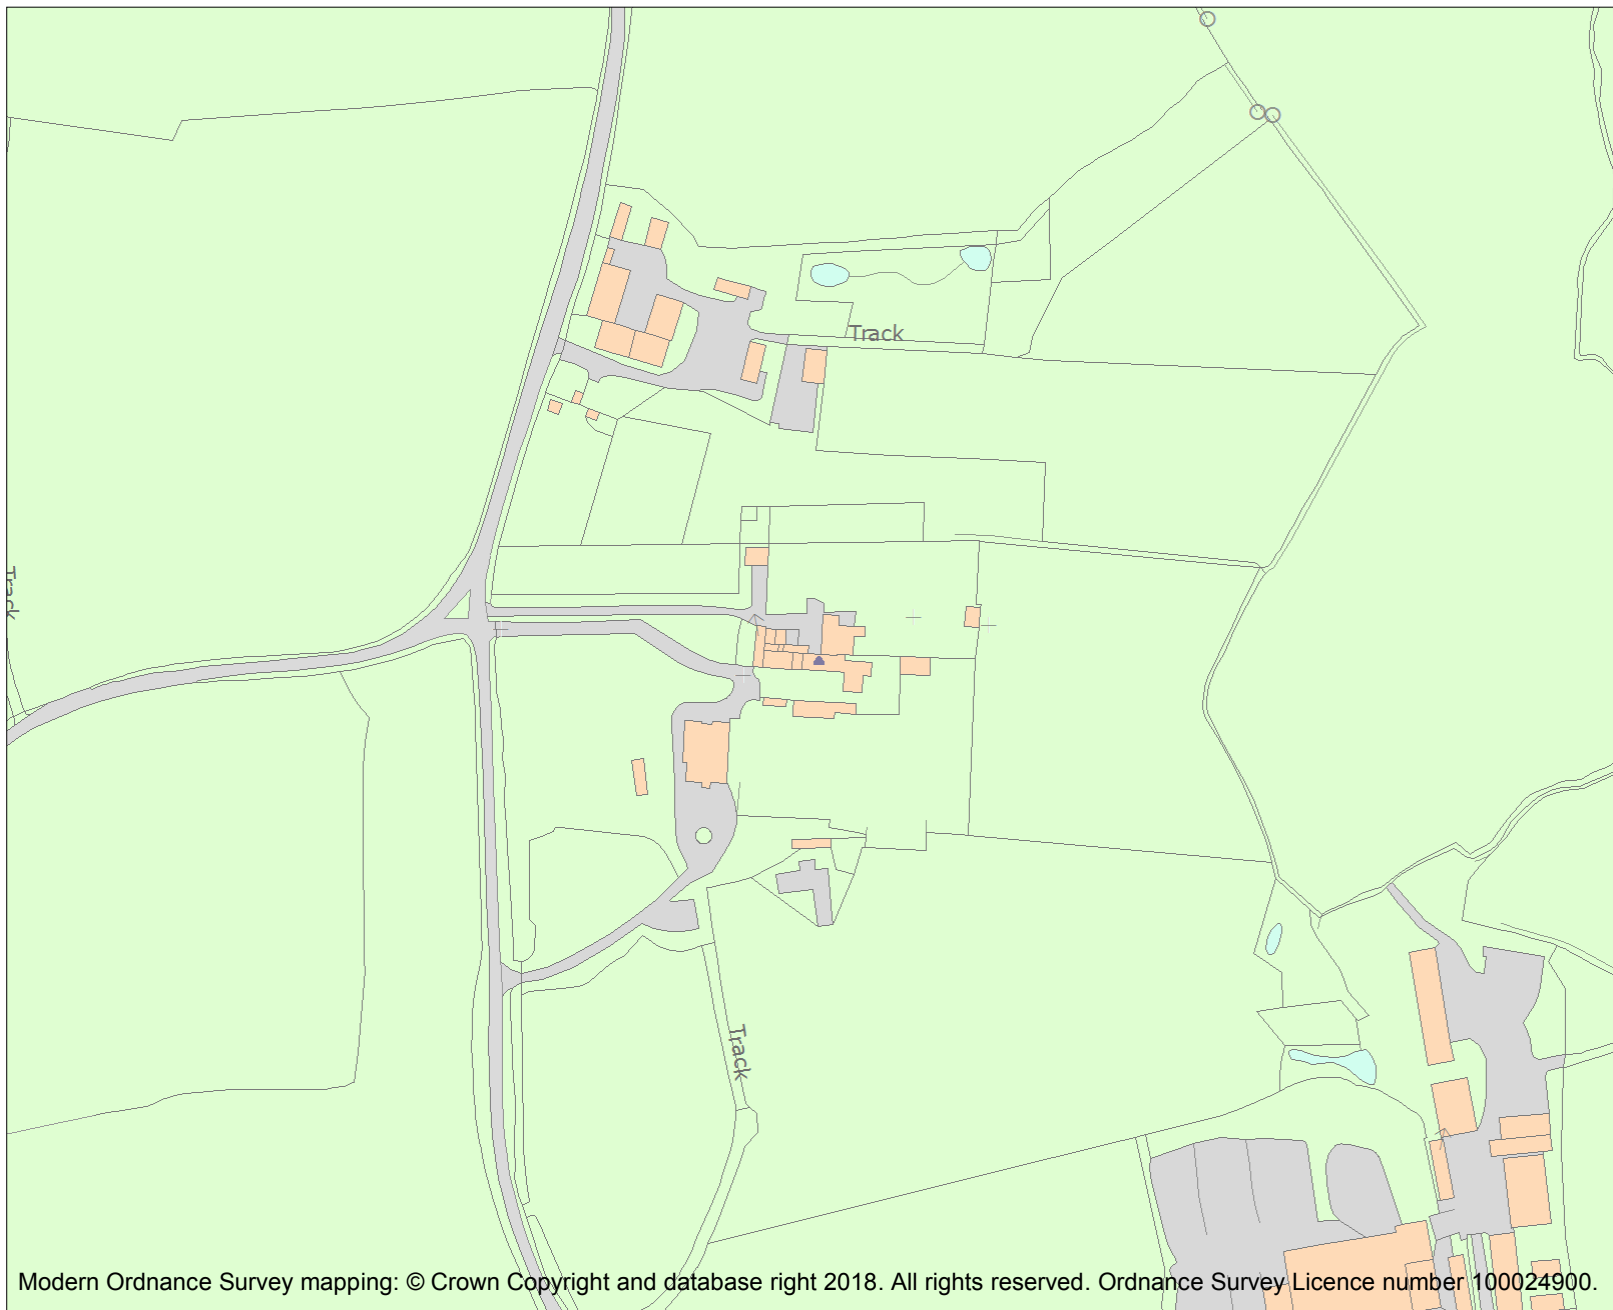 Track
Track
Track
Modern Ordnance Survey mapping: © Crown Copyright and database right 2018. All rights reserved. Ordnance Survey Licence number 100024900.